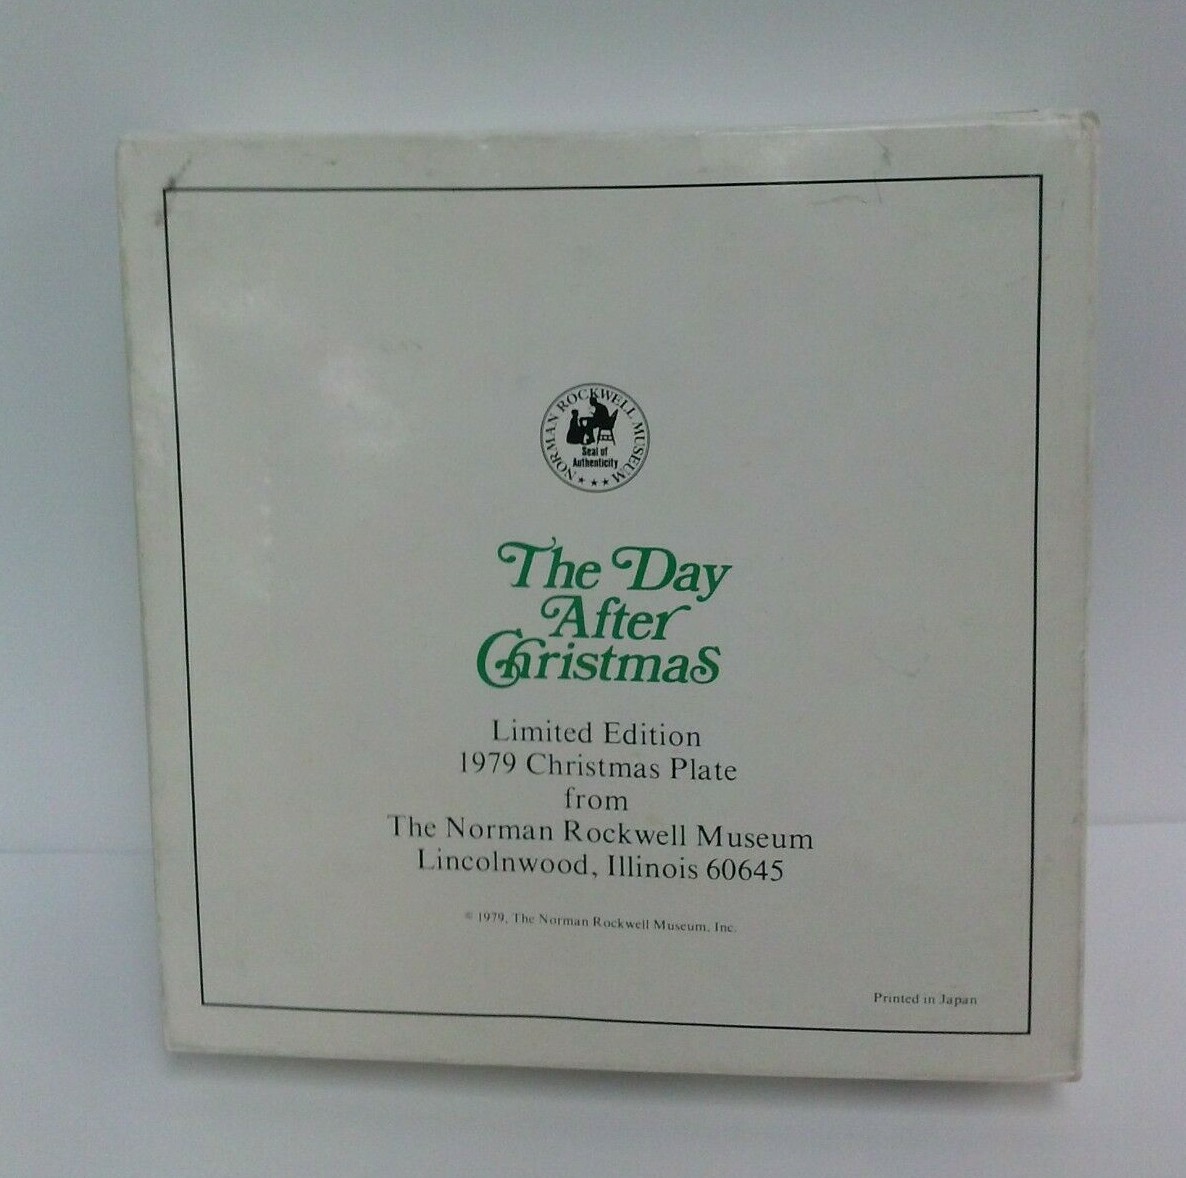 NORMAN ROCKWELL MUSEUM
Seal of
Authenticity
The Day
After
Christmas
Limited Edition
1979 Christmas Plate
from
The Norman Rockwell Museum
Lincolnwood, Illinois 60645
© 1979, The Norman Rockwell Museum, Inc.
Printed in Japan